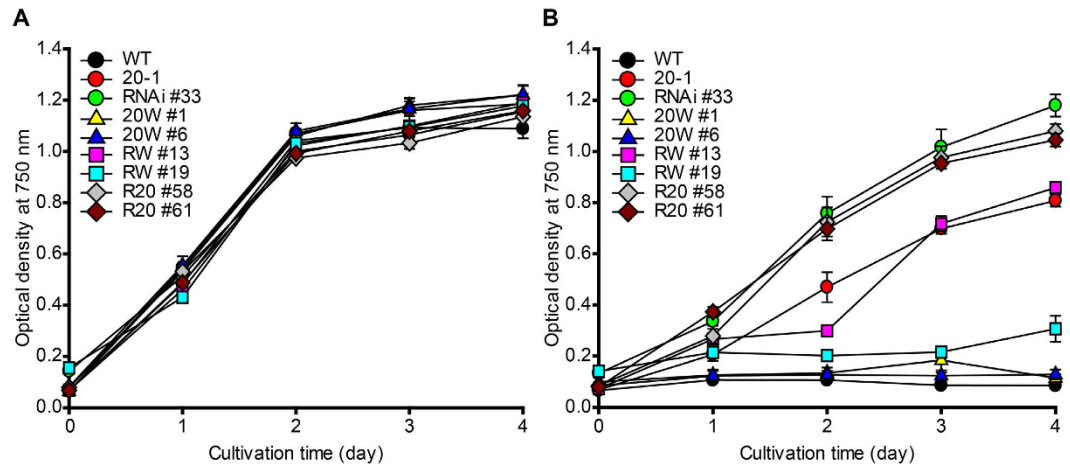 A
Optical density at 750 nm
1.4
1.2
1.0
0.8
0.6
0.4
0.2
0.0
WT
20-1
RNAi #33
20W #1
20W #6
RW #13
RW #19
R20 #58
R20 #61
0 1 2 3 4
Cultivation time (day)
B
Optical density at 750 nm
1.4
1.2
1.0
0.8
0.6
0.4
0.2
0.0
WT
20-1
RNAi #33
20W #1
20W #6
RW #13
RW #19
R20 #58
R20 #61
0 1 2 3 4
Cultivation time (day)